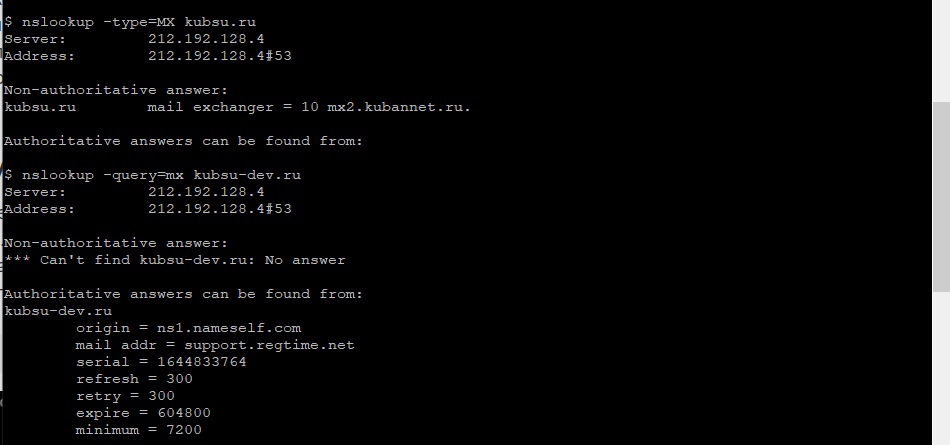 $ nslookup -type=MX kubsu.ru
Server:         212.192.128.4
Address:        212.192.128.4#53
Non-authoritative answer:
kubsu.ru        mail exchanger = 10 mx2.kubannet.ru.
Authoritative answers can be found from:
$ nslookup -query=mx kubsu-dev.ru
Server:         212.192.128.4
Address:        212.192.128.4#53
Non-authoritative answer:
*** Can't find kubsu-dev.ru: No answer
Authoritative answers can be found from:
kubsu-dev.ru
        origin = ns1.nameself.com
        mail addr = support.regtime.net
        serial = 1644833764
        refresh = 300
        retry = 300
        expire = 604800
        minimum = 7200